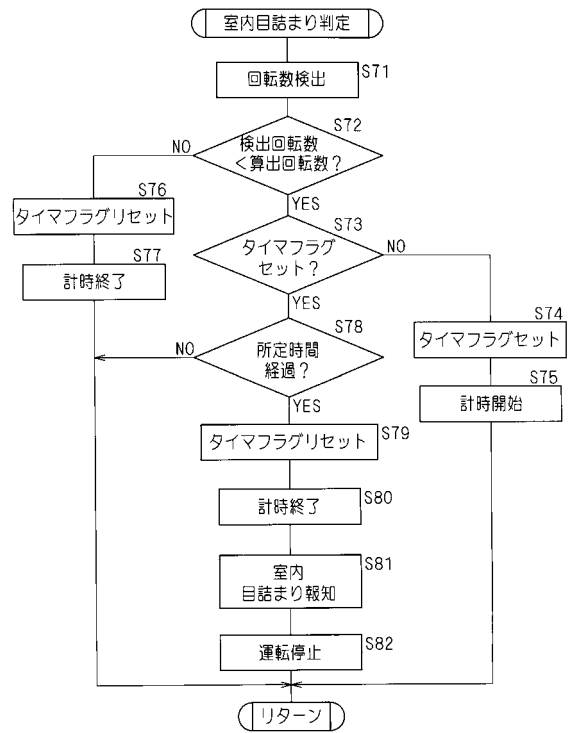 室内目詰まり判定
S71
回転数検出
S72
検出回転数
<算出回転数?
NO
YES
S76
タイマフラグリセット
S77
計時終了
S73
タイマフラグ
セット?
NO
YES
S74
タイマフラグセット
S75
計時開始
S78
所定時間
経過?
NO
YES
S79
タイマフラグリセット
S80
計時終了
S81
室内
目詰まり報知
S82
運転停止
リターン